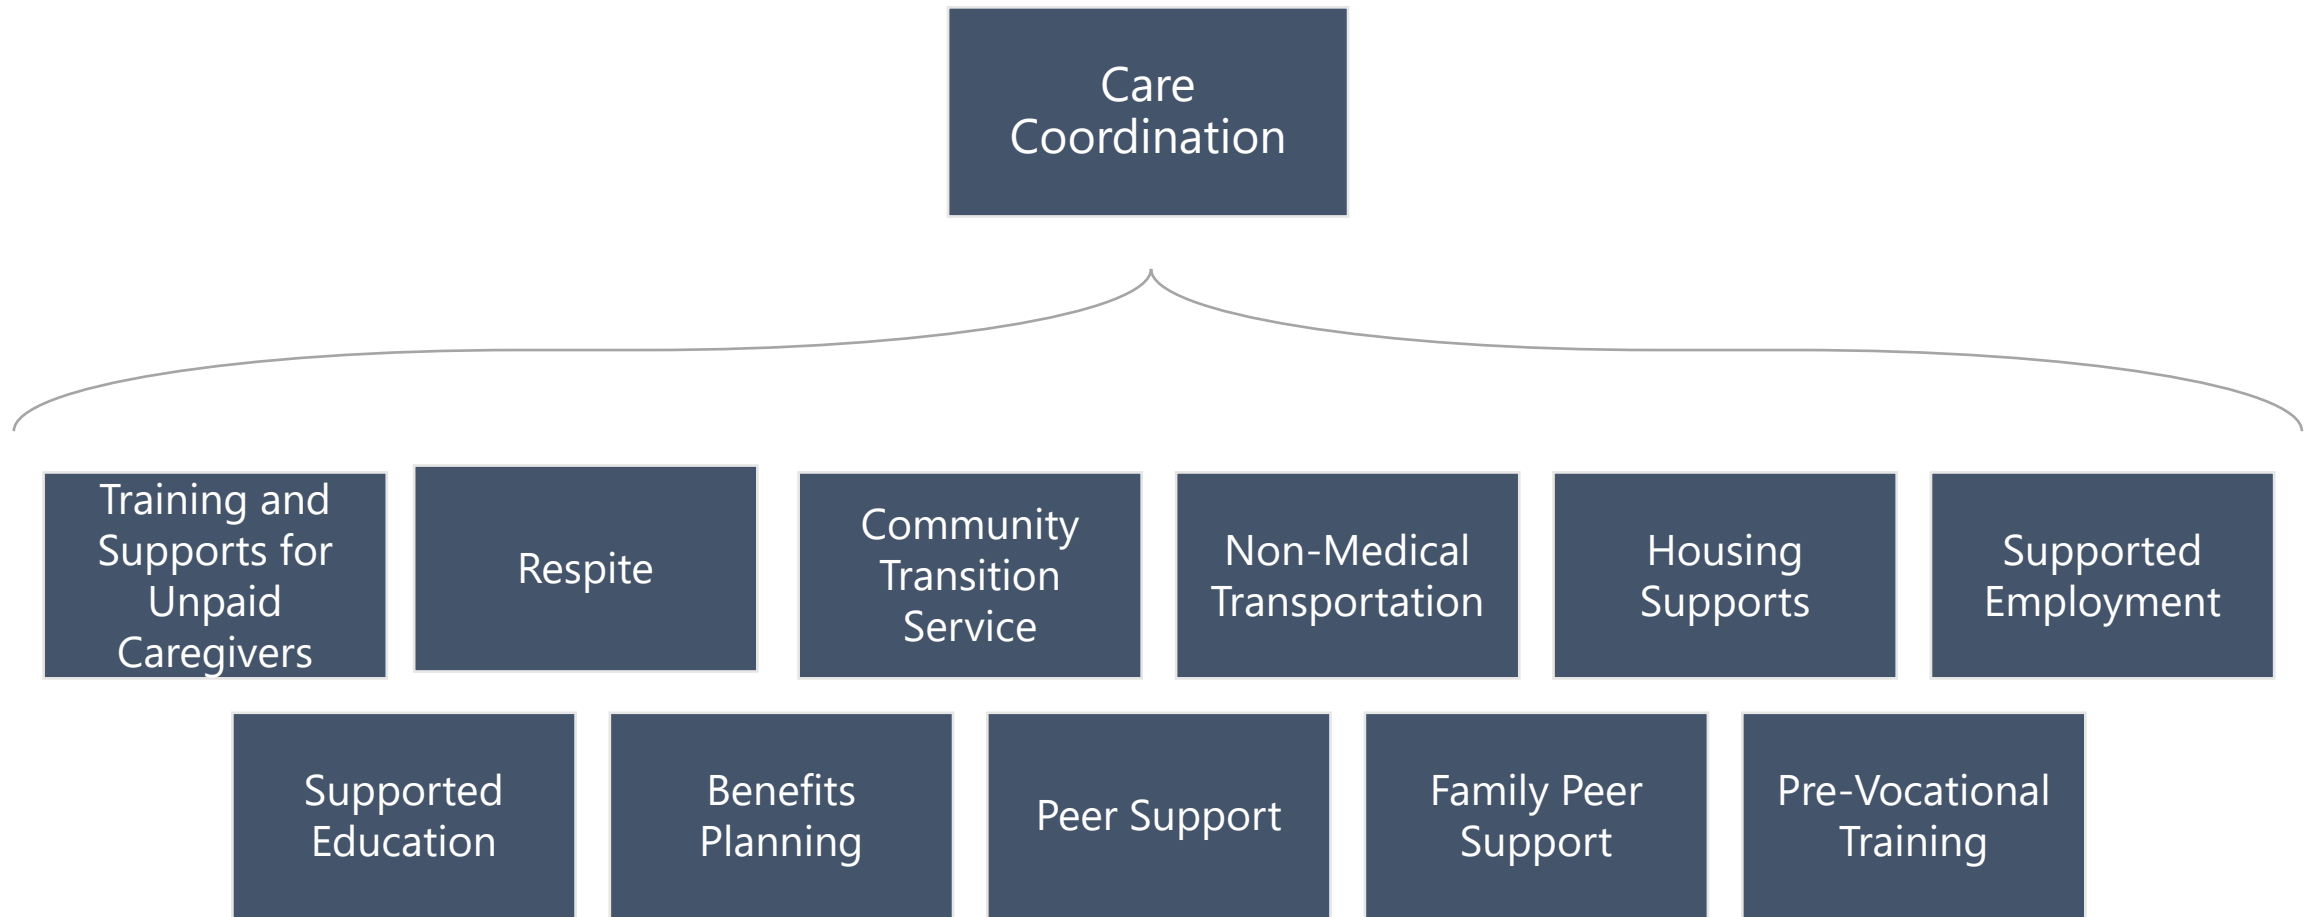 Care
Coordination
Training and
Supports for
Unpaid
Caregivers
Respite
Community
Transition
Service
Non-Medical
Transportation
Housing
Supports
Supported
Employment
Supported
Education
Benefits
Planning
Peer Support
Family Peer
Support
Pre-Vocational
Training